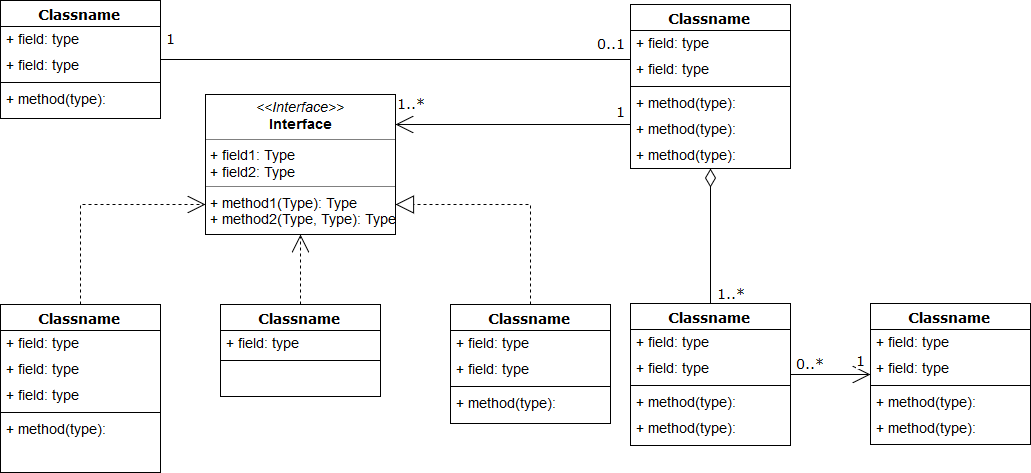 Classname
+ field: type
+ field: type
+ method(type):
1
0..1
Classname
+ field: type
+ field: type
+ method(type):
+ method(type):
+ method(type):
<<Interface>>
Interface
+ field1: Type
+ field2: Type
+ method1(Type): Type
+ method2(Type, Type): Type
1..*
1
Classname
+ field: type
+ field: type
+ field: type
+ method(type):
Classname
+ field: type
Classname
+ field: type
+ field: type
+ method(type):
1..*
Classname
+ field: type
+ field: type
+ method(type):
+ method(type):
0..*
1
Classname
+ field: type
+ field: type
+ method(type):
+ method(type):